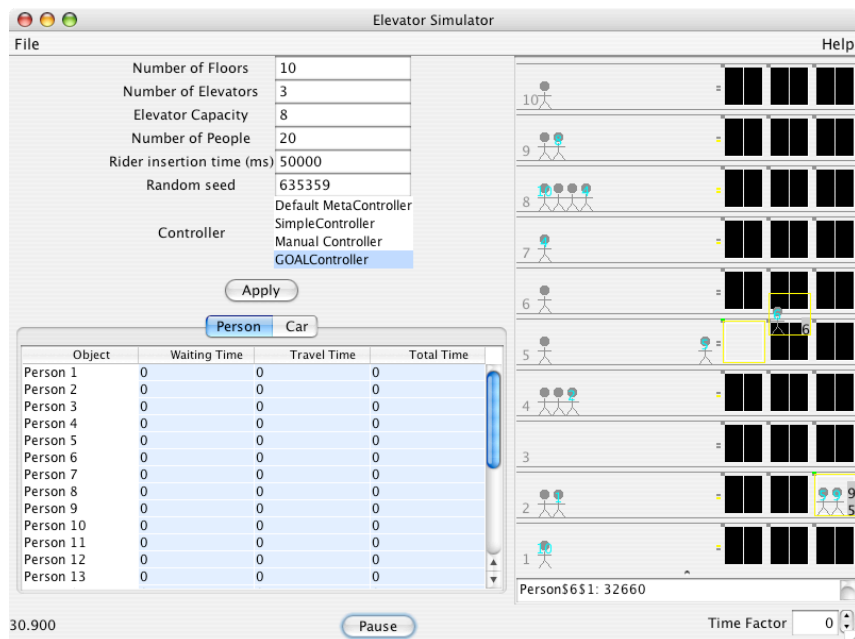 Elevator Simulator
File Help
Number of Floors 10
Number of Elevators 3
Elevator Capacity 8
Number of People 20
Rider insertion time (ms) 50000
Random seed 635359
Controller
Default MetaController
SimpleController
Manual Controller
GOALController
Apply
Person Car
Object Waiting Time Travel Time Total Time
Person 1 0 0 0
Person 2 0 0 0
Person 3 0 0 0
Person 4 0 0 0
Person 5 0 0 0
Person 6 0 0 0
Person 7 0 0 0
Person 8 0 0 0
Person 9 0 0 0
Person 10 0 0 0
Person 11 0 0 0
Person 12 0 0 0
Person 13 0 0 0
10
9
8 10
7
6
6
5
4
3
2 9
5
1 10
Person$6$1: 32660
30.900 Pause Time Factor 0